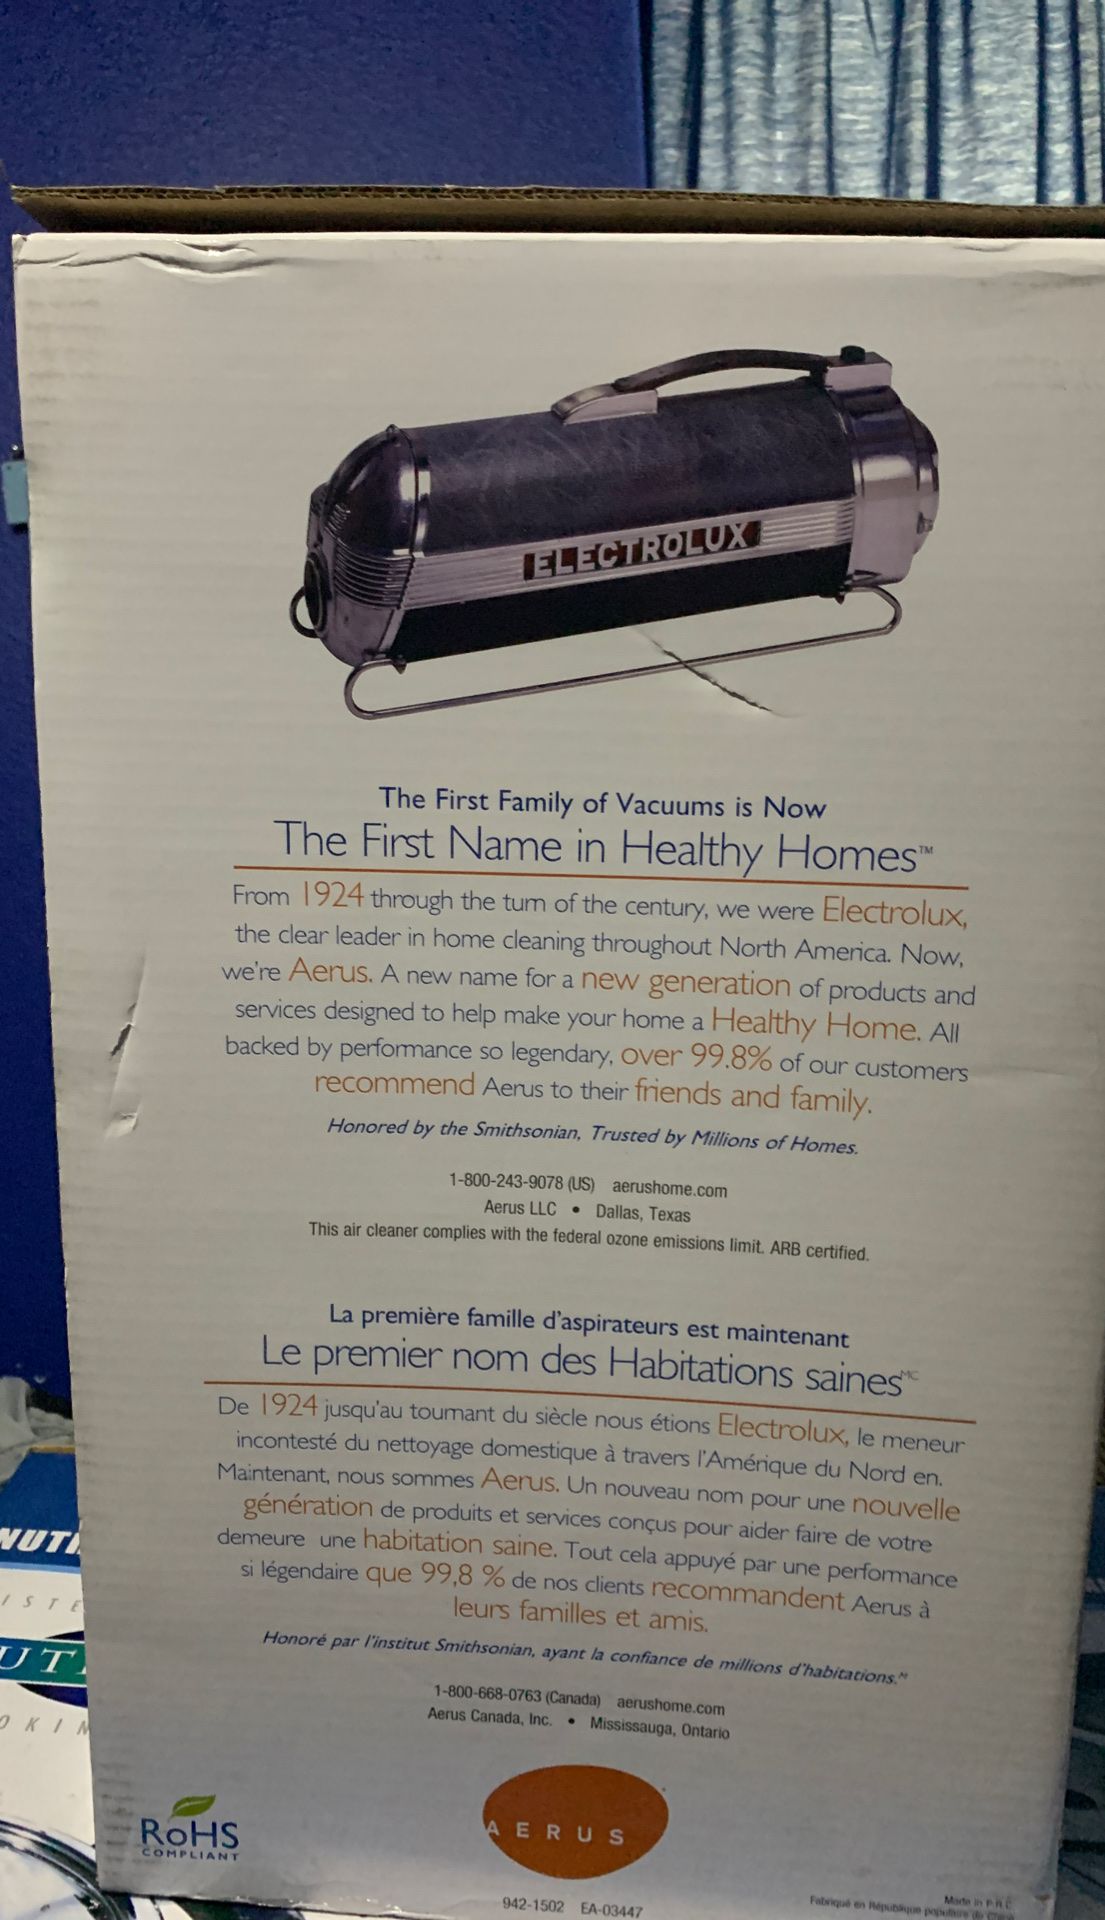 ELECTROLUX
The First Family of Vacuums is Now
The First Name in Healthy Homes™
From 1924 through the turn of the century, we were Electrolux,
the clear leader in home cleaning throughout North America. Now,
we're Aerus. A new name for a new generation of products and
services designed to help make your home a Healthy Home. All
backed by performance so legendary, over 99.8% of our customers
recommend Aerus to their friends and family.
Honored by the Smithsonian, Trusted by Millions of Homes.
1-800-243-9078 (US) aerushome.com
Aerus LLC • Dallas, Texas
This air cleaner complies with the federal ozone emissions limit. ARB certified.
La première famille d'aspirateurs est maintenant
Le premier nom des Habitations saines MC
De 1924 jusqu'au tournant du siècle nous étions Electrolux, le meneur
incontesté du nettoyage domestique à travers l'Amérique du Nord en.
Maintenant, nous sommes Aerus. Un nouveau nom pour une nouvelle
génération de produits et services conçus pour aider faire de votre
demeure une habitation saine. Tout cela appuyé par une performance
si légendaire que 99,8 % de nos clients recommandent Aerus à
leurs familles et amis.
Honoré par l'institut Smithsonian, ayant la confiance de millions d'habitations.
1-800-668-0763 (Canada) aerushome.com
Aerus Canada, Inc. • Mississauga, Ontario
RoHS
COMPLIANT
AERUS
942-1502 EA-03447
Made in P.R.C.
Fabriqué en République populaire de Chine